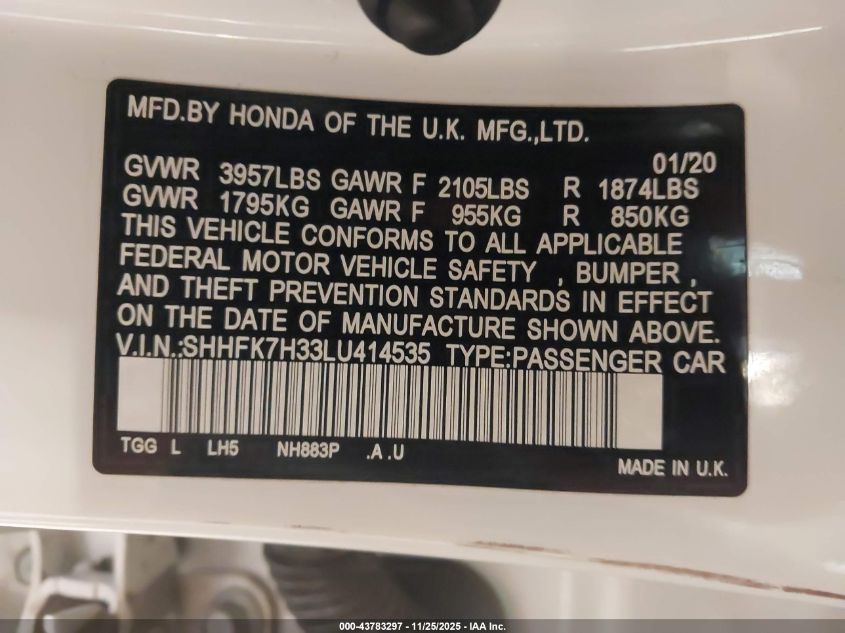 MFD.BY HONDA OF THE U.K. MFG.,LTD.
01/20
GVWR 3957LBS GAWR F 2105LBS R 1874LBS
GVWR 1795KG GAWR F 955KG R 850KG
THIS VEHICLE CONFORMS TO ALL APPLICABLE
FEDERAL MOTOR VEHICLE SAFETY , BUMPER ,
AND THEFT PREVENTION STANDARDS IN EFFECT
ON THE DATE OF MANUFACTURE SHOWN ABOVE.
V.I.N.:SHHFK7H33LU414535 TYPE:PASSENGER CAR
TGG L LH5 NH883P .A .U
MADE IN U.K.
000-43783297 - 11/25/2025 - IAA Inc.